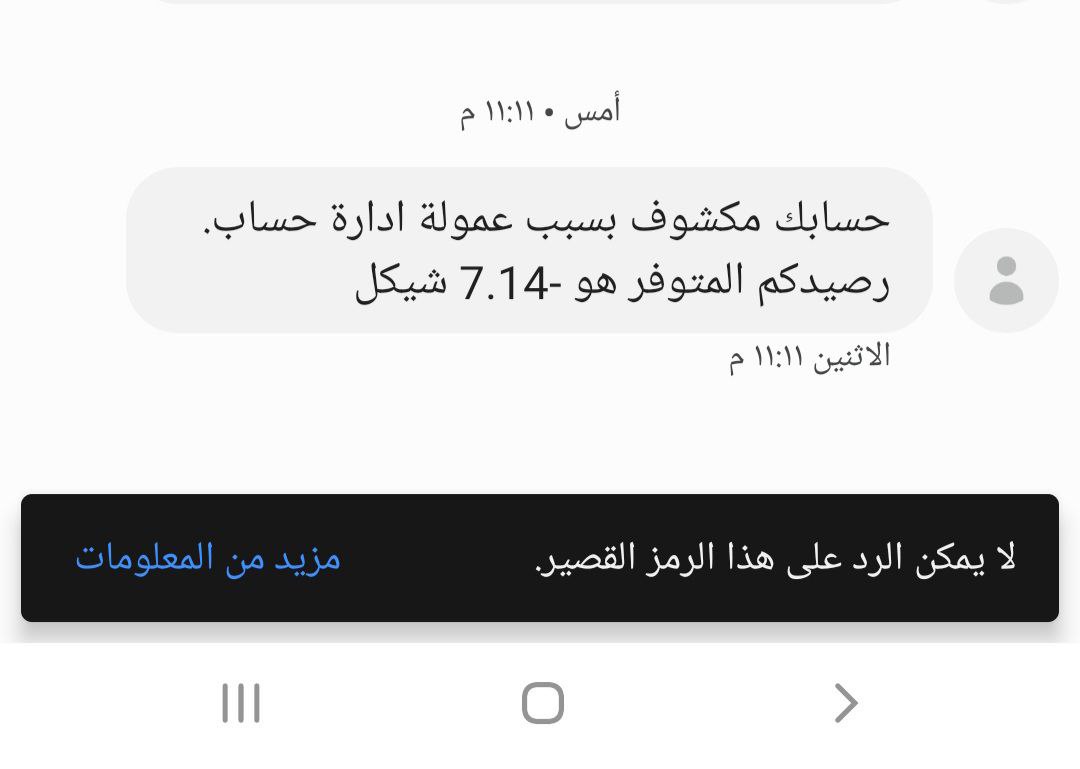 أمس • ١١:١١ م
حسابك مكشوف بسبب عمولة ادارة حساب.
رصيدكم المتوفر هو -7.14 شيكل
الاثنين ١١:١١ م
لا يمكن الرد على هذا الرمز القصير.
مزيد من المعلومات